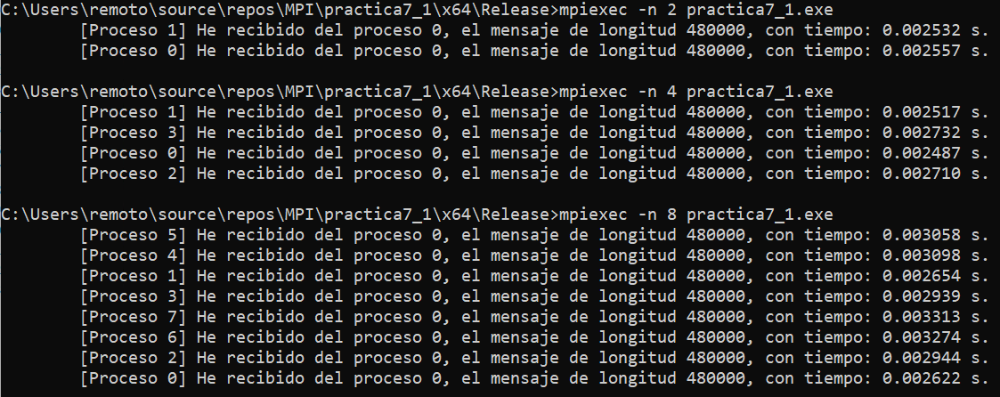 C:\Users\remoto\source\repos\MPI\practica7_1\x64\Release>mpiexec -n 2 practica7_1.exe
[Proceso 1] He recibido del proceso 0, el mensaje de longitud 480000, con tiempo: 0.002532 s.
[Proceso 0] He recibido del proceso 0, el mensaje de longitud 480000, con tiempo: 0.002557 s.
C:\Users\remoto\source\repos\MPI\practica7_1\x64\Release>mpiexec -n 4 practica7_1.exe
[Proceso 1] He recibido del proceso 0, el mensaje de longitud 480000, con tiempo: 0.002517 s.
[Proceso 3] He recibido del proceso 0, el mensaje de longitud 480000, con tiempo: 0.002732 s.
[Proceso 0] He recibido del proceso 0, el mensaje de longitud 480000, con tiempo: 0.002487 s.
[Proceso 2] He recibido del proceso 0, el mensaje de longitud 480000, con tiempo: 0.002710 s.
C:\Users\remoto\source\repos\MPI\practica7_1\x64\Release>mpiexec -n 8 practica7_1.exe
[Proceso 5] He recibido del proceso 0, el mensaje de longitud 480000, con tiempo: 0.003058 s.
[Proceso 4] He recibido del proceso 0, el mensaje de longitud 480000, con tiempo: 0.003098 s.
[Proceso 1] He recibido del proceso 0, el mensaje de longitud 480000, con tiempo: 0.002654 s.
[Proceso 3] He recibido del proceso 0, el mensaje de longitud 480000, con tiempo: 0.002939 s.
[Proceso 7] He recibido del proceso 0, el mensaje de longitud 480000, con tiempo: 0.003313 s.
[Proceso 6] He recibido del proceso 0, el mensaje de longitud 480000, con tiempo: 0.003274 s.
[Proceso 2] He recibido del proceso 0, el mensaje de longitud 480000, con tiempo: 0.002944 s.
[Proceso 0] He recibido del proceso 0, el mensaje de longitud 480000, con tiempo: 0.002622 s.